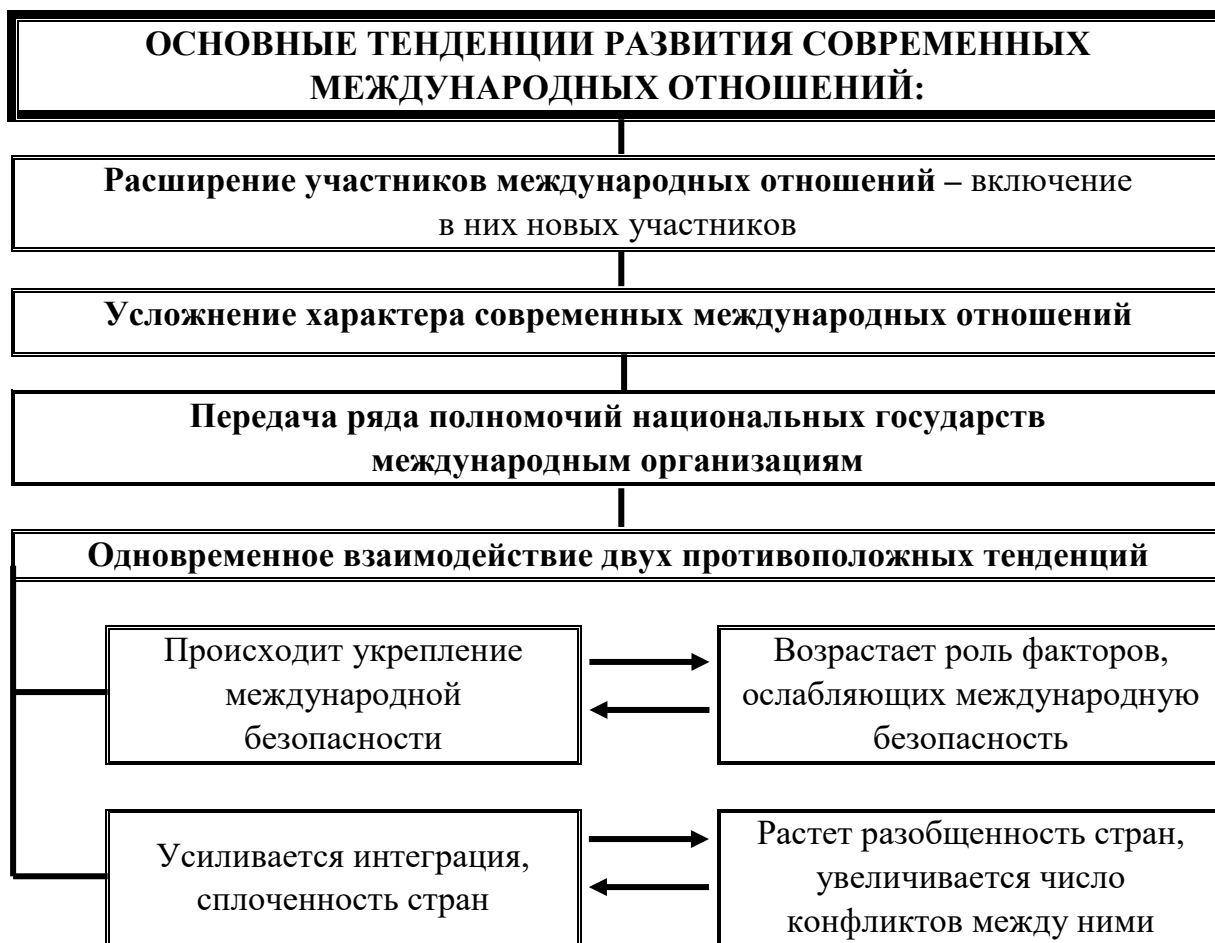 ОСНОВНЫЕ ТЕНДЕНЦИИ РАЗВИТИЯ СОВРЕМЕННЫХ
МЕЖДУНАРОДНЫХ ОТНОШЕНИЙ:
Расширение участников международных отношений – включение
в них новых участников
Усложнение характера современных международных отношений
Передача ряда полномочий национальных государств
международным организациям
Одновременное взаимодействие двух противоположных тенденций
Происходит укрепление
международной
безопасности
Возрастает роль факторов,
ослабляющих международную
безопасность
Усиливается интеграция,
сплоченность стран
Растет разобщенность стран,
увеличивается число
конфликтов между ними